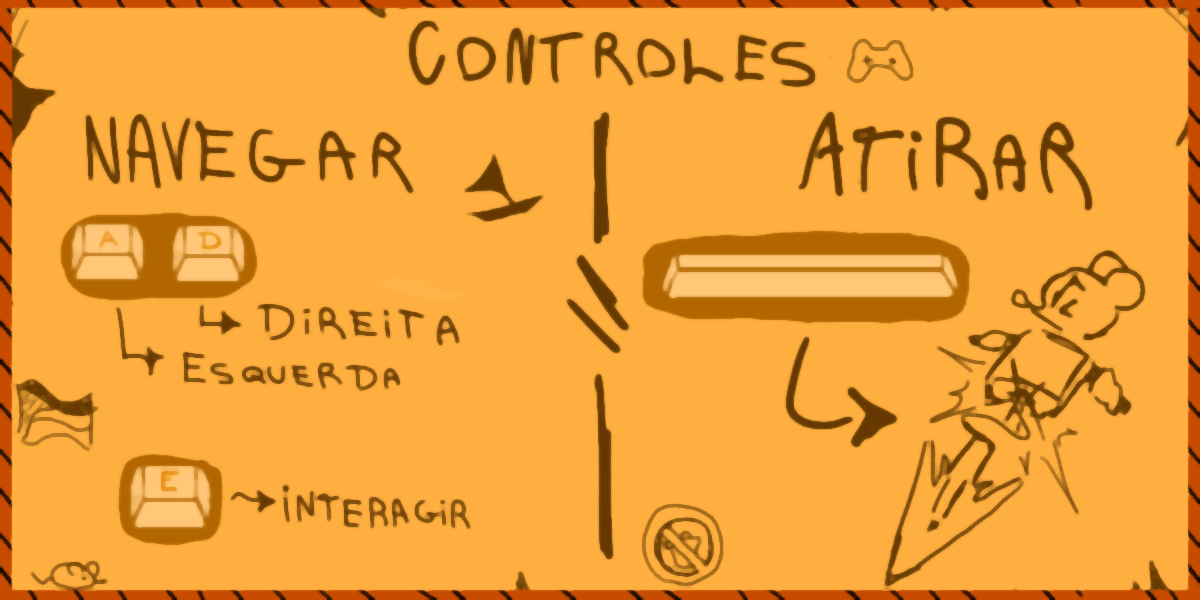 CONTROLES
NAVEGAR
A D
DiREiTA
ESQUERDA
E
iNTERAGiR
ATiRAR